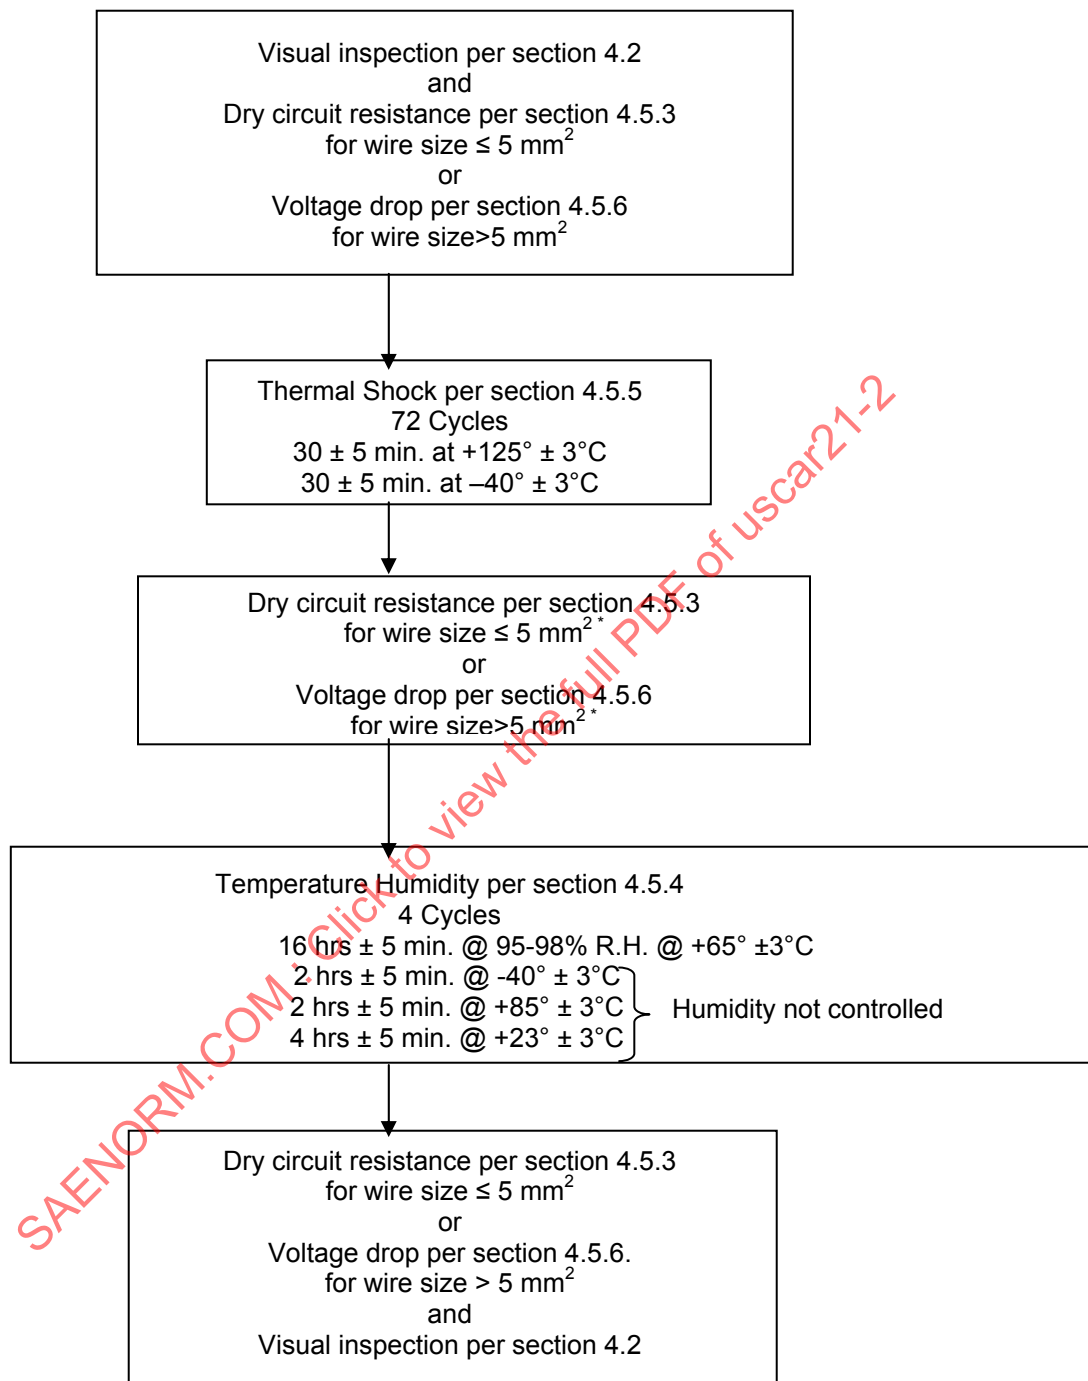 Visual inspection per section 4.2
and
Dry circuit resistance per section 4.5.3
for wire size ≤ 5 mm²
or
Voltage drop per section 4.5.6
for wire size>5 mm²
Thermal Shock per section 4.5.5
72 Cycles
30 ± 5 min. at +125° ± 3°C
30 ± 5 min. at –40° ± 3°C
Dry circuit resistance per section 4.5.3
for wire size ≤ 5 mm² *
or
Voltage drop per section 4.5.6
for wire size>5 mm² *
Temperature Humidity per section 4.5.4
4 Cycles
16 hrs ± 5 min. @ 95-98% R.H. @ +65° ±3°C
2 hrs ± 5 min. @ -40° ± 3°C
2 hrs ± 5 min. @ +85° ± 3°C
Humidity not controlled
4 hrs ± 5 min. @ +23° ± 3°C
Dry circuit resistance per section 4.5.3
for wire size ≤ 5 mm²
or
Voltage drop per section 4.5.6.
for wire size > 5 mm²
and
Visual inspection per section 4.2
SAENORM.COM : Click to view the full PDF of uscar21-2